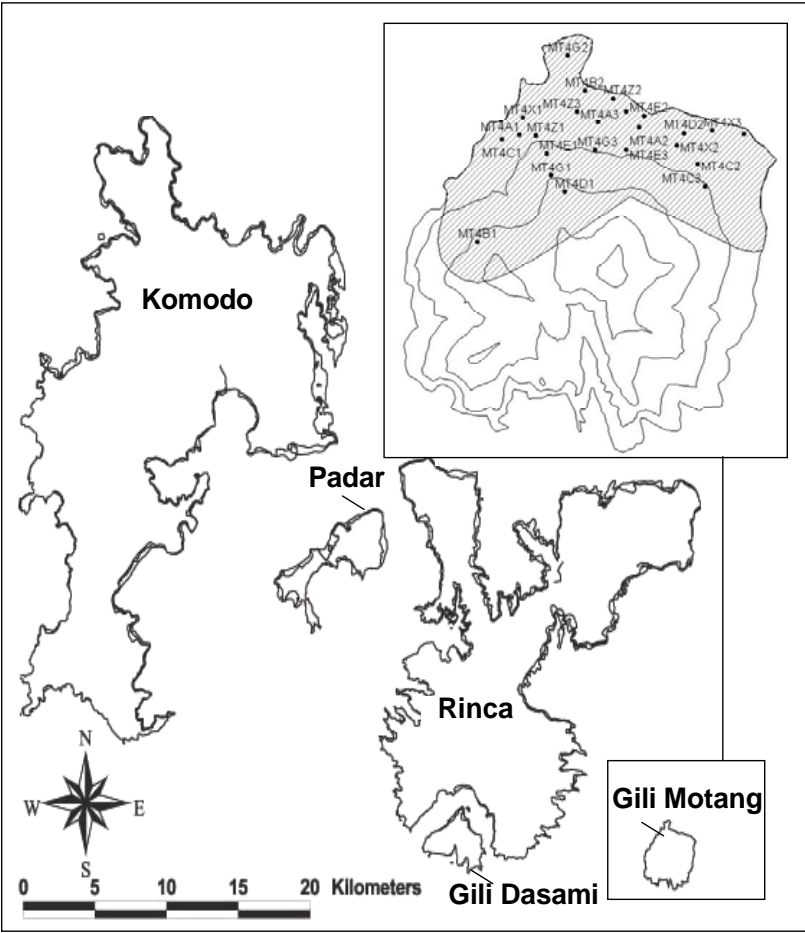 MT4G2
MT4B2
MT4Z2
MT4X1
MT4Z3
MT4E2
MT4A3
MT4A1
MT4Z1
MT4D2
MT4X3
MT4C1
MT4E1
MT4G3
MT4A2
MT4X2
MT4E3
MT4G1
MT4C2
MT4D1
MT4C3
MT4B1
Komodo
Padar
Rinca
Gili Motang
N
W E
S
0 5 10 15 20 Kilometers
Gili Dasami